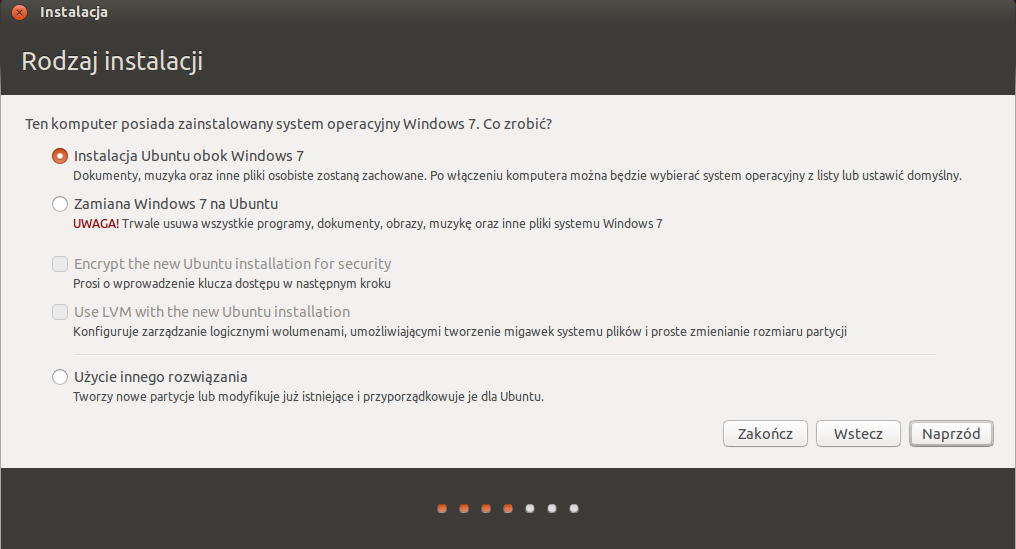 Instalacja
Rodzaj instalacji
Ten komputer posiada zainstalowany system operacyjny Windows 7. Co zrobić?
Instalacja Ubuntu obok Windows 7
Dokumenty, muzyka oraz inne pliki osobiste zostaną zachowane. Po włączeniu komputera można będzie wybierać system operacyjny z listy lub ustawić domyślny.
Zamiana Windows 7 na Ubuntu
UWAGA! Trwale usuwa wszystkie programy, dokumenty, obrazy, muzykę oraz inne pliki systemu Windows 7
Encrypt the new Ubuntu installation for security
Prosi o wprowadzenie klucza dostępu w następnym kroku
Use LVM with the new Ubuntu installation
Konfiguruje zarządzanie logicznymi wolumenami, umożliwiającymi tworzenie migawek systemu plików i proste zmienianie rozmiaru partycji
Użycie innego rozwiązania
Tworzy nowe partycje lub modyfikuje już istniejące i przyporządkowuje je dla Ubuntu.
Zakończ Wstecz Naprzód